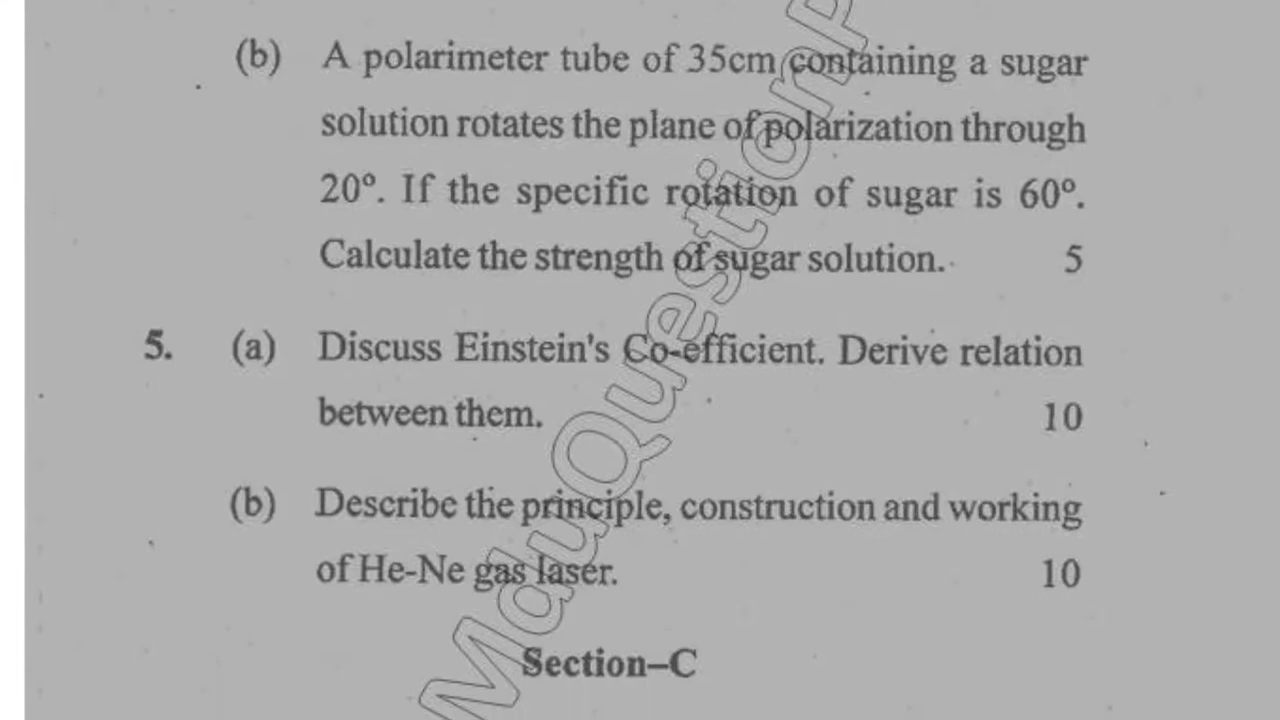 (b) A polarimeter tube of 35cm containing a sugar
solution rotates the plane of polarization through
20°. If the specific rotation of sugar is 60°.
Calculate the strength of sugar solution. 5
5. (a) Discuss Einstein's Co-efficient. Derive relation
between them. 10
(b) Describe the principle, construction and working
of He-Ne gas laser. 10
Section–C
MduQuestionP